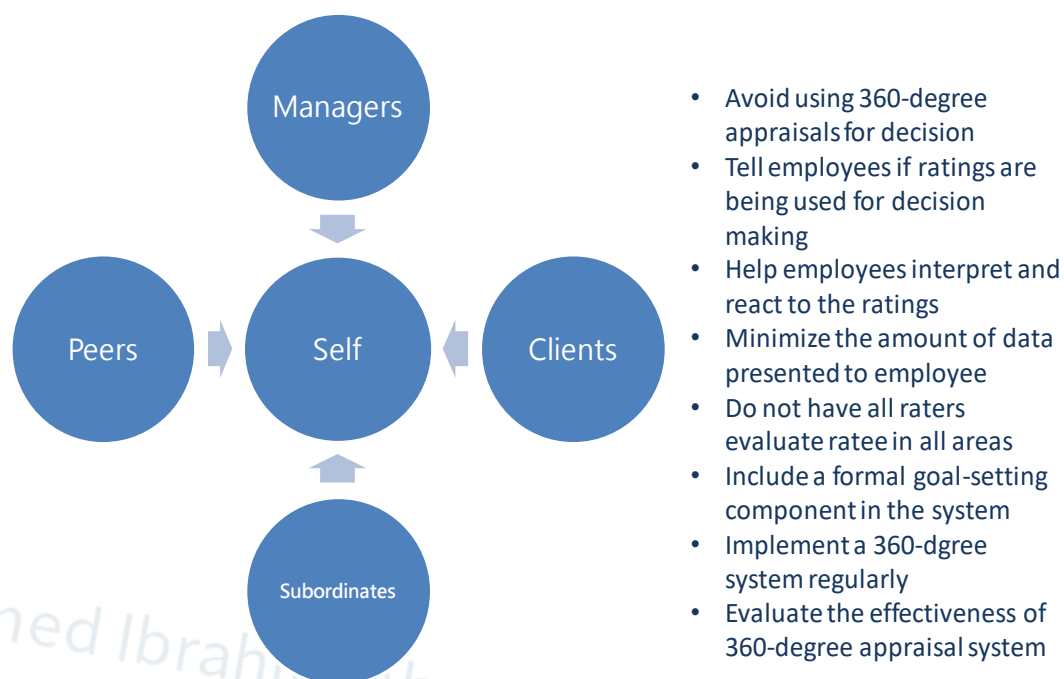 Managers
Peers
Self
Clients
Subordinates
• Avoid using 360-degree
appraisals for decision
• Tell employees if ratings are
being used for decision
making
• Help employees interpret and
react to the ratings
• Minimize the amount of data
presented to employee
• Do not have all raters
evaluate ratee in all areas
• Include a formal goal-setting
component in the system
• Implement a 360-dgree
system regularly
• Evaluate the effectiveness of
360-degree appraisal system